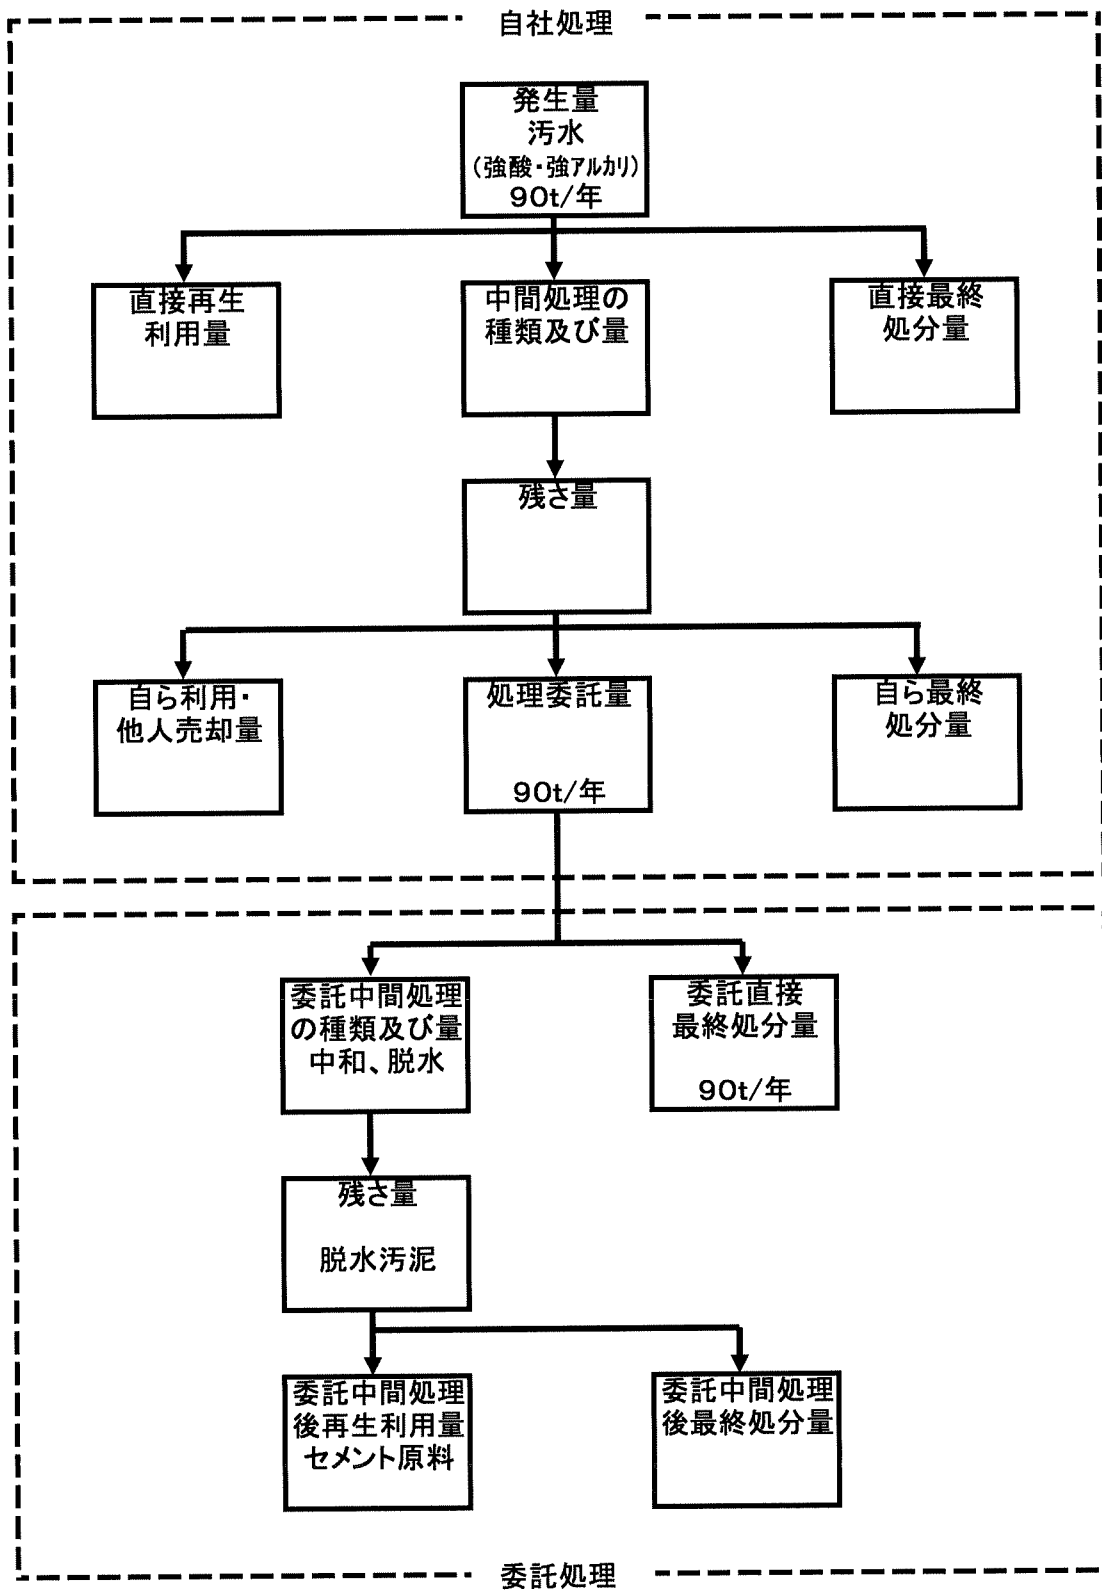 自社処理
発生量
汚水
(強酸・強アルカリ)
90t/年
直接再生
利用量
中間処理の
種類及び量
直接最終
処分量
残さ量
自ら利用・
他人売却量
処理委託量
90t/年
自ら最終
処分量
委託中間処理
の種類及び量
中和、脱水
委託直接
最終処分量
90t/年
残さ量
脱水汚泥
委託中間処理
後再生利用量
セメント原料
委託中間処理
後最終処分量
委託処理